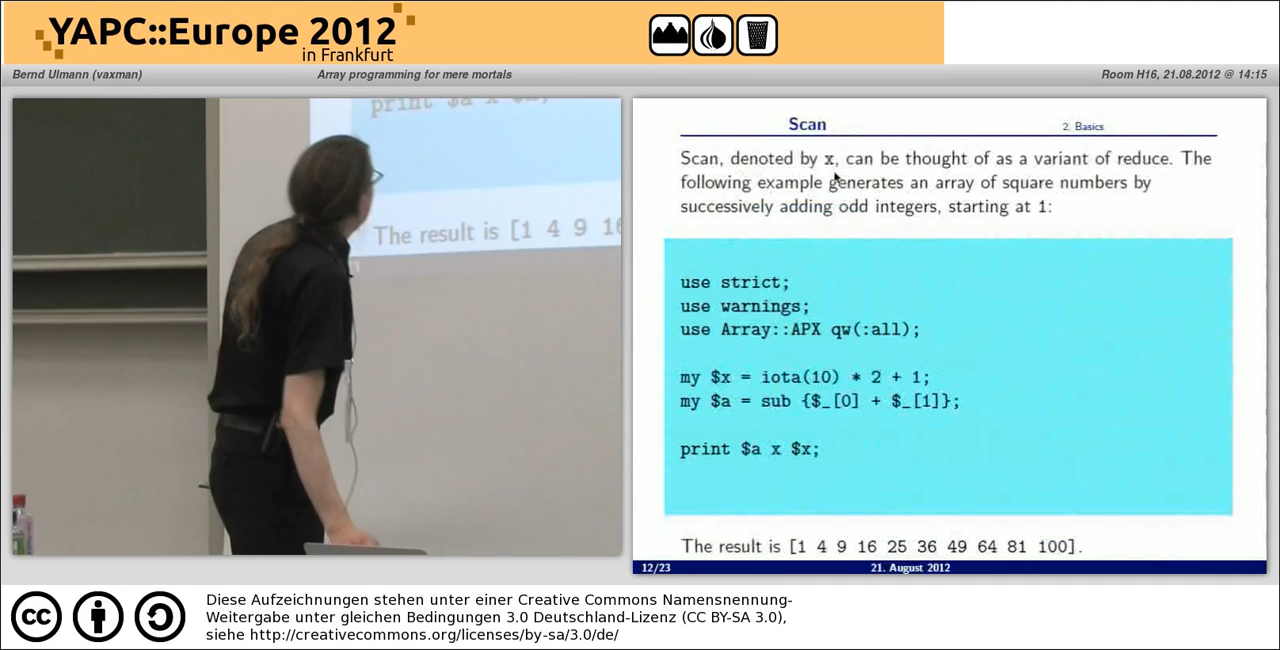 YAPC::Europe 2012
in Frankfurt
Bernd Ulmann (vaxman)
Array programming for mere mortals
Room H16, 21.08.2012 @ 14:15
print $a x $x;
The result is [1 4 9 16
Scan
2. Basics
Scan, denoted by x, can be thought of as a variant of reduce. The
following example generates an array of square numbers by
successively adding odd integers, starting at 1:
use strict;
use warnings;
use Array::APX qw(:all);
my $x = iota(10) * 2 + 1;
my $a = sub {$_[0] + $_[1]};
print $a x $x;
The result is [1 4 9 16 25 36 49 64 81 100].
12/23
21. August 2012
cc
Diese Aufzeichnungen stehen unter einer Creative Commons Namensnennung-
Weitergabe unter gleichen Bedingungen 3.0 Deutschland-Lizenz (CC BY-SA 3.0),
siehe http://creativecommons.org/licenses/by-sa/3.0/de/